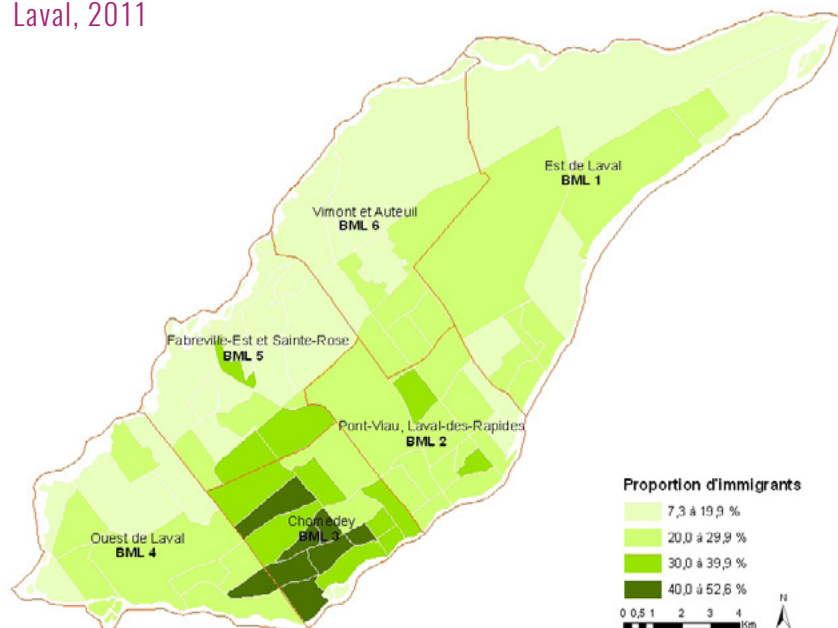 Laval, 2011
Est de Laval
BML 1
Vimont et Auteuil
BML 6
Fabreville-Est et Sainte-Rose
BML 5
Pont-Viau, Laval-des-Rapides
BML 2
Chomedey
BML 3
Ouest de Laval
BML 4
Proportion d'immigrants
7,3 à 19,9 %
20,0 à 29,9 %
30,0 à 39,9 %
40,0 à 52,6 %
0 0,5 1 2 3 4
Km
N